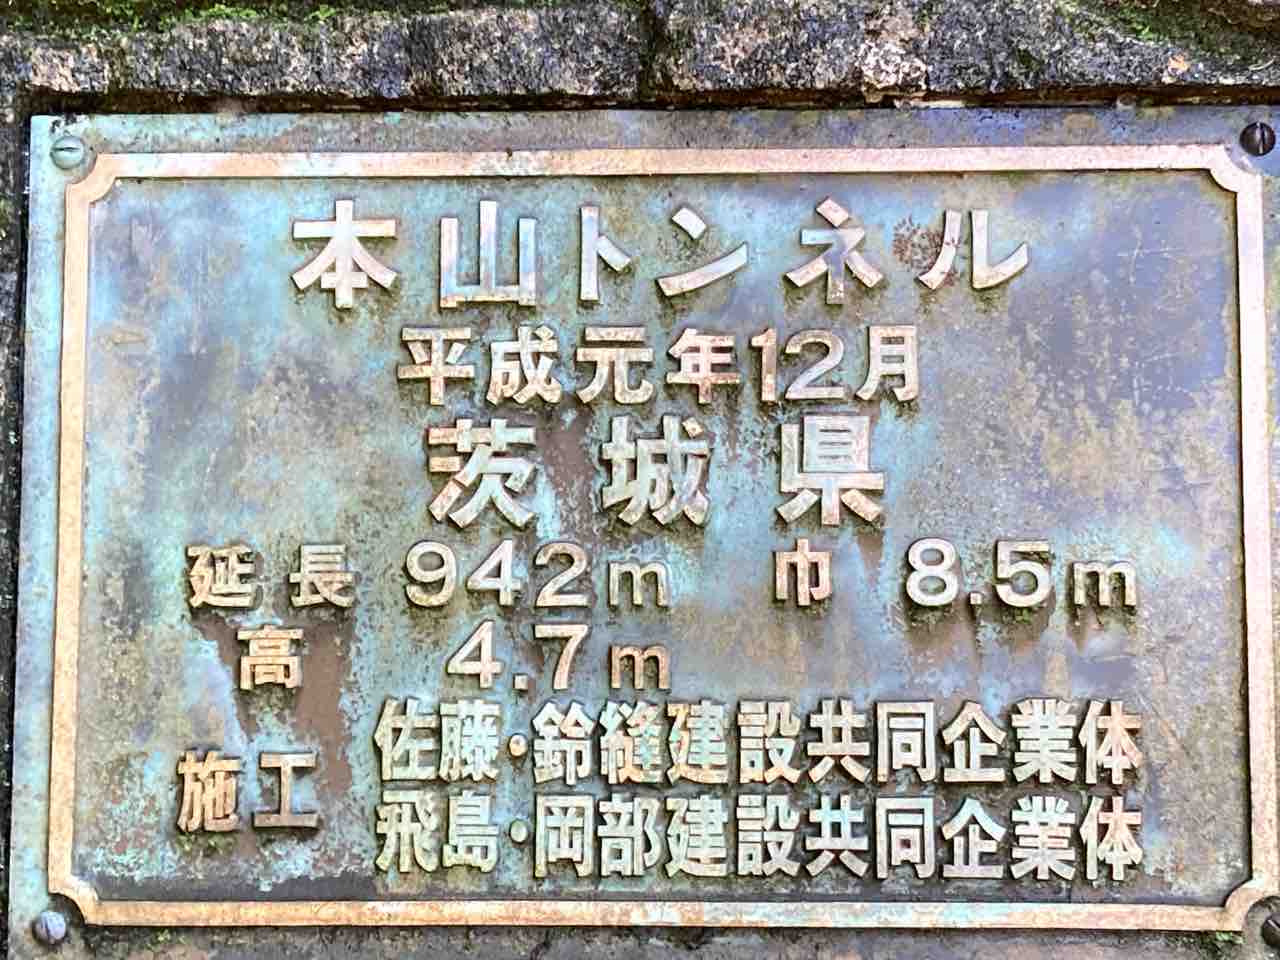 本山トンネル
平成元年12月
茨城県
延長 942m 巾 8.5m
高 4.7m
施工 佐藤・鈴縫建設共同企業体
飛島・岡部建設共同企業体